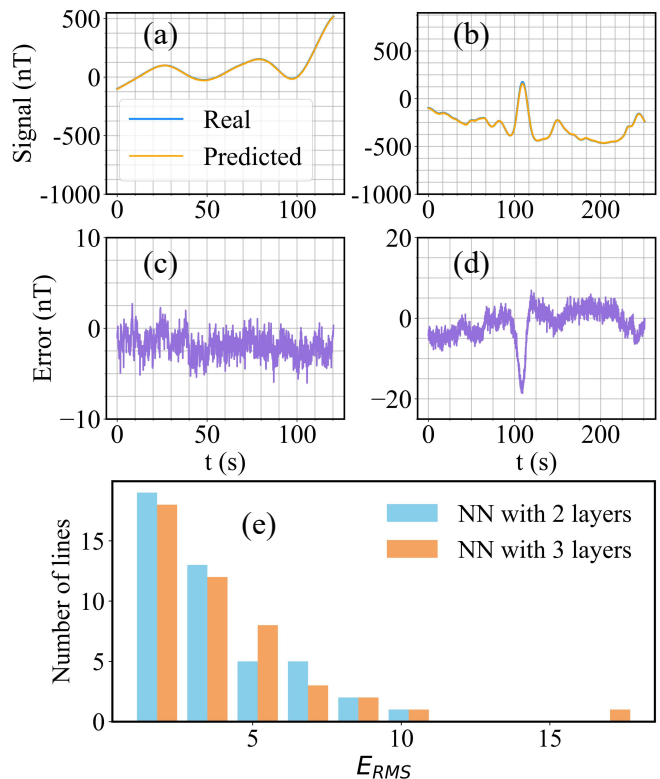 500
0
-500
-1000
Signal (nT)
(a)
Real
Predicted
0
50
100
500
0
-500
-1000
(b)
0
100
200
10
0
−10
Error (nT)
(c)
0
50
100
t (s)
20
0
−20
(d)
0
100
200
t (s)
15
10
5
0
Number of lines
(e)
NN with 2 layers
NN with 3 layers
5
10
15
E_RMS